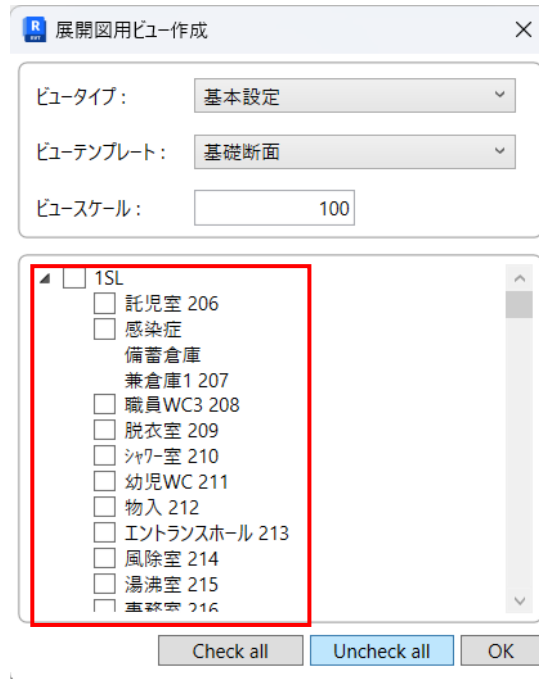 展開図用ビュー作成
ビュータイプ : 基本設定
ビューテンプレート : 基礎断面
ビュースケール : 100
1SL
託児室 206
感染症
備蓄倉庫
兼倉庫1 207
職員WC3 208
脱衣室 209
ｼｬﾜｰ室 210
幼児WC 211
物入 212
エントランスホール 213
風除室 214
湯沸室 215
事務室 216
Check all Uncheck all OK